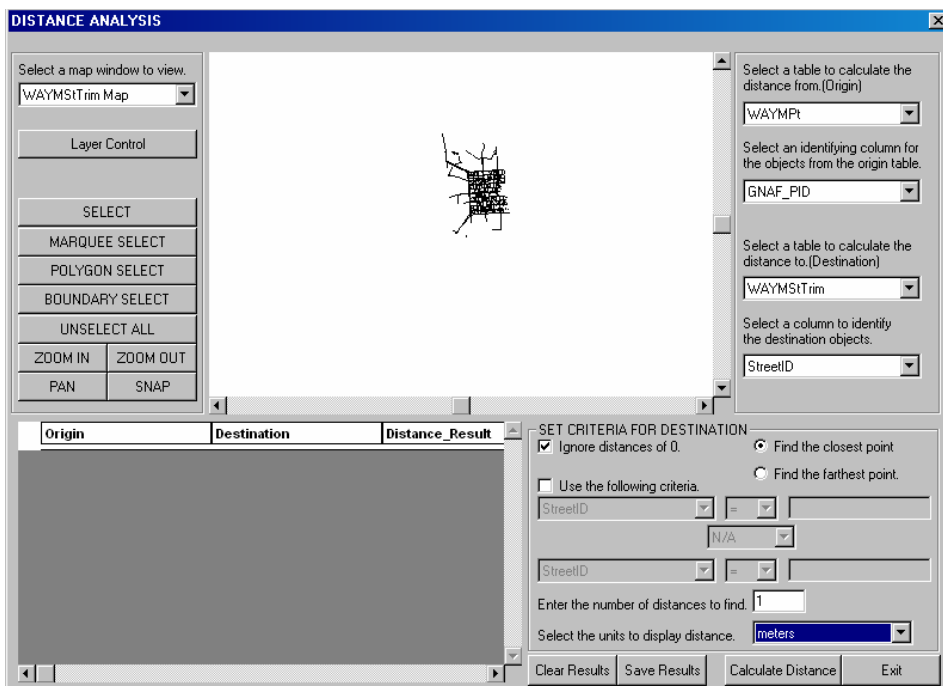 DISTANCE ANALYSIS
Select a map window to view.
WAYMStTrim Map
Layer Control
SELECT
MARQUEE SELECT
POLYGON SELECT
BOUNDARY SELECT
UNSELECT ALL
ZOOM IN
ZOOM OUT
PAN
SNAP
Select a table to calculate the
distance from.(Origin)
WAYMPt
Select an identifying column for
the objects from the origin table.
GNAF_PID
Select a table to calculate the
distance to.(Destination)
WAYMStTrim
Select a column to identify
the destination objects.
StreetID
Origin
Destination
Distance_Result
SET CRITERIA FOR DESTINATION
Ignore distances of 0.
Find the closest point
Find the farthest point.
Use the following criteria.
StreetID
=
N/A
StreetID
=
Enter the number of distances to find.
1
Select the units to display distance.
meters
Clear Results
Save Results
Calculate Distance
Exit